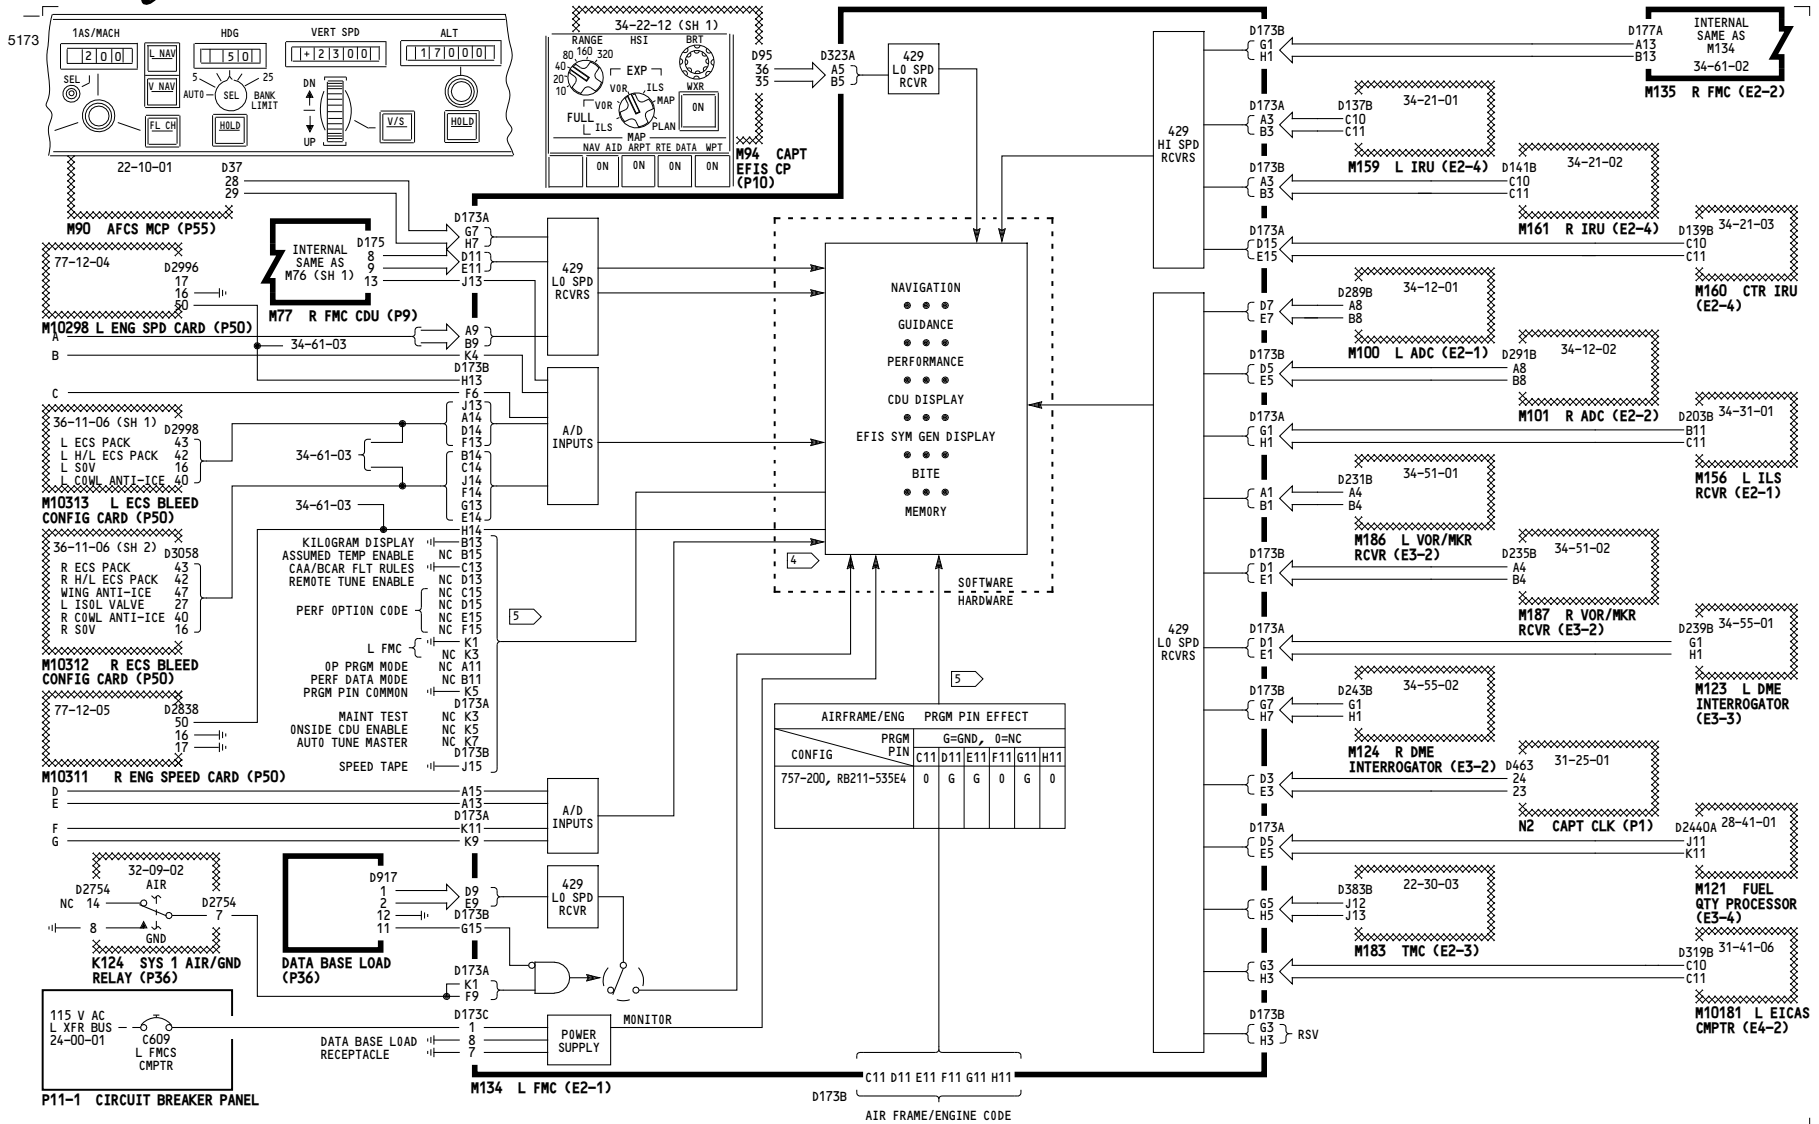 5173
1AS/MACH
HDG
VERT SPD
ALT
200
50
+2300
17000
L NAV
V NAV
FL CH
SEL
5
25
AUTO
SEL
BANK
LIMIT
HOLD
DN
UP
V/S
HOLD
22-10-01
D37
28
29
M90 AFCS MCP (P55)
34-22-12 (SH 1)
RANGE
HSI
BRT
10
20
40
80
160
320
EXP
VOR
ILS
MAP
VOR
FULL
ILS
PLAN
WXR
ON
MAP
NAV AID ARPT RTE DATA WPT
ON ON ON ON
D95
36
35
M94 CAPT
EFIS CP
(P10)
D323A
A5
B5
429
LO SPD
RCVR
77-12-04
D2996
17
16
50
M10298 L ENG SPD CARD (P50)
INTERNAL
SAME AS
M76 (SH 1)
D175
8
9
13
M77 R FMC CDU (P9)
A
B
C
34-61-03
D173A
G7
H7
D11
E11
J13
A9
B9
K4
D173B
H13
F6
J13
A14
D14
F13
B14
C14
J14
F14
G13
E14
H14
429
LO SPD
RCVRS
A/D
INPUTS
36-11-06 (SH 1)
D2998
L ECS PACK 43
L H/L ECS PACK 42
L SOV 16
L COWL ANTI-ICE 40
M10313 L ECS BLEED
CONFIG CARD (P50)
34-61-03
34-61-03
36-11-06 (SH 2)
D3058
R ECS PACK 43
R H/L ECS PACK 42
WING ANTI-ICE 47
L ISOL VALVE 27
R COWL ANTI-ICE 40
R SOV 16
M10312 R ECS BLEED
CONFIG CARD (P50)
77-12-05
D2838
50
16
17
M10311 R ENG SPEED CARD (P50)
KILOGRAM DISPLAY B13
ASSUMED TEMP ENABLE NC B15
CAA/BCAR FLT RULES C13
REMOTE TUNE ENABLE NC D13
PERF OPTION CODE
NC C15
NC D15
NC E15
NC F15
L FMC
K1
NC K3
OP PRGM MODE NC A11
PERF DATA MODE NC B11
PRGM PIN COMMON K5
D173A
MAINT TEST NC K3
ONSIDE CDU ENABLE NC K5
AUTO TUNE MASTER NC K7
D173B
SPEED TAPE J15
5
D
E
F
G
A15
A13
D173A
K11
K9
A/D
INPUTS
32-09-02
AIR
D2754
NC 14
8
D2754
7
GND
K124 SYS 1 AIR/GND
RELAY (P36)
D917
1
2
12
11
DATA BASE LOAD
(P36)
D9
E9
D173B
G15
D173A
K1
F9
429
LO SPD
RCVR
115 V AC
L XFR BUS
24-00-01
C609
L FMCS
CMPTR
P11-1 CIRCUIT BREAKER PANEL
DATA BASE LOAD
RECEPTACLE
D173C
1
8
7
POWER
SUPPLY
MONITOR
M134 L FMC (E2-1)
NAVIGATION
GUIDANCE
PERFORMANCE
CDU DISPLAY
EFIS SYM GEN DISPLAY
BITE
MEMORY
4
SOFTWARE
HARDWARE
5
AIRFRAME/ENG PRGM PIN EFFECT
PRGM
PIN
CONFIG
G=GND, 0=NC
C11 D11 E11 F11 G11 H11
757-200, RB211-535E4 0 G G 0 G 0
C11 D11 E11 F11 G11 H11
D173B
AIR FRAME/ENGINE CODE
429
HI SPD
RCVRS
429
LO SPD
RCVRS
D173B
G1
H1
D177A
A13
B13
INTERNAL
SAME AS
M134
34-61-02
M135 R FMC (E2-2)
D173A
A3
B3
D137B
C10
C11
34-21-01
M159 L IRU (E2-4)
D173B
A3
B3
D141B
C10
C11
34-21-02
M161 R IRU (E2-4)
D173A
D15
E15
D139B
C10
C11
34-21-03
M160 CTR IRU
(E2-4)
D7
E7
D289B
A8
B8
34-12-01
M100 L ADC (E2-1)
D173B
D5
E5
D291B
A8
B8
34-12-02
M101 R ADC (E2-2)
D173A
G1
H1
D203B
B11
C11
34-31-01
M156 L ILS
RCVR (E2-1)
A1
B1
D231B
A4
B4
34-51-01
M186 L VOR/MKR
RCVR (E3-2)
D173B
D1
E1
D235B
A4
B4
34-51-02
M187 R VOR/MKR
RCVR (E3-2)
D173A
D1
E1
D239B
G1
H1
34-55-01
M123 L DME
INTERROGATOR
(E3-3)
D173B
G7
H7
D243B
G1
H1
34-55-02
M124 R DME
INTERROGATOR (E3-2)
D3
E3
D463
24
23
31-25-01
N2 CAPT CLK (P1)
D173A
D5
E5
D2440A
J11
K11
28-41-01
M121 FUEL
QTY PROCESSOR
(E3-4)
G5
H5
D383B
J12
J13
22-30-03
M183 TMC (E2-3)
G3
H3
D319B
C10
C11
31-41-06
M10181 L EICAS
CMPTR (E4-2)
D173B
G3
H3
RSV